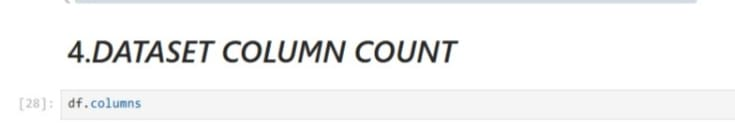 4.DATASET COLUMN COUNT
[28]: df.columns